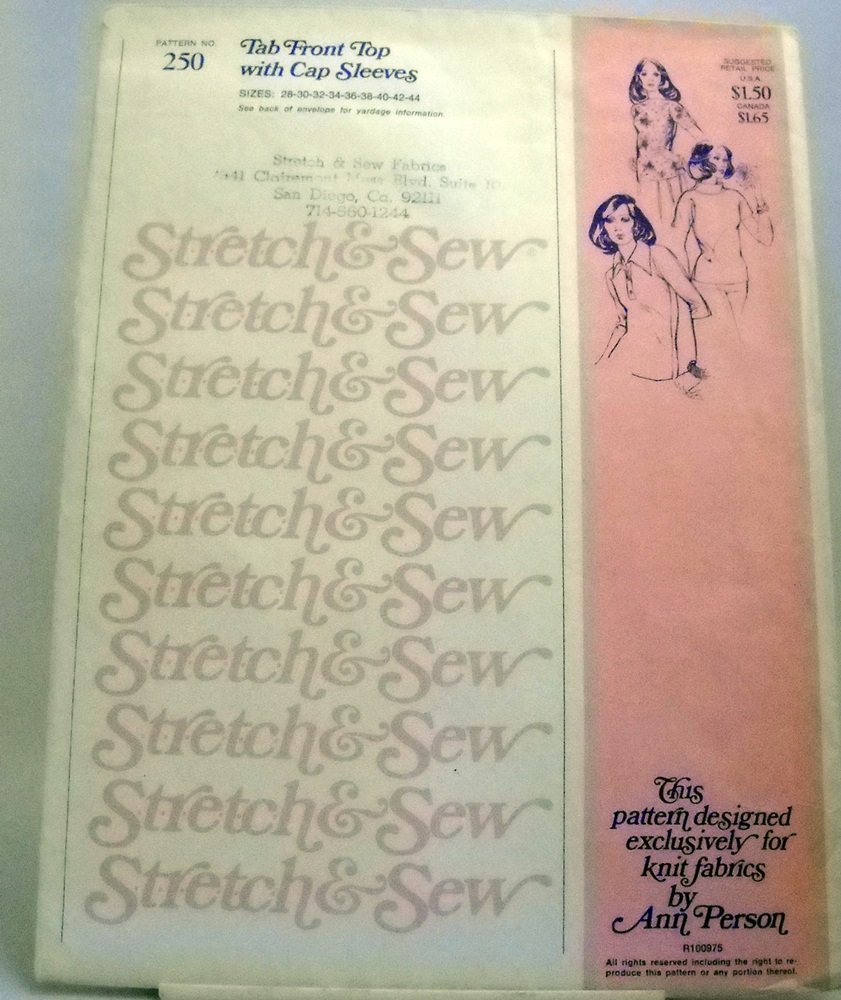 PATTERN NO.
250
Tab Front Top
with Cap Sleeves
SIZES: 28-30-32-34-36-38-40-42-44
See back of envelope for yardage information.
Stretch & Sew Fabrics
Clairemont Mesa Blvd. Suite
San Diego, Ca. 92111
714-560-1244
Stretch & Sew
Stretch & Sew
Stretch & Sew
Stretch & Sew
Stretch & Sew
Stretch & Sew
Stretch & Sew
Stretch & Sew
Stretch & Sew
Stretch & Sew
SUGGESTED
RETAIL PRICE
U.S.A.
$1.50
CANADA
$1.65
This
pattern designed
exclusively for
knit fabrics
by
Ann Person
R100975
All rights reserved including the right to re-
produce this pattern or any portion thereof.